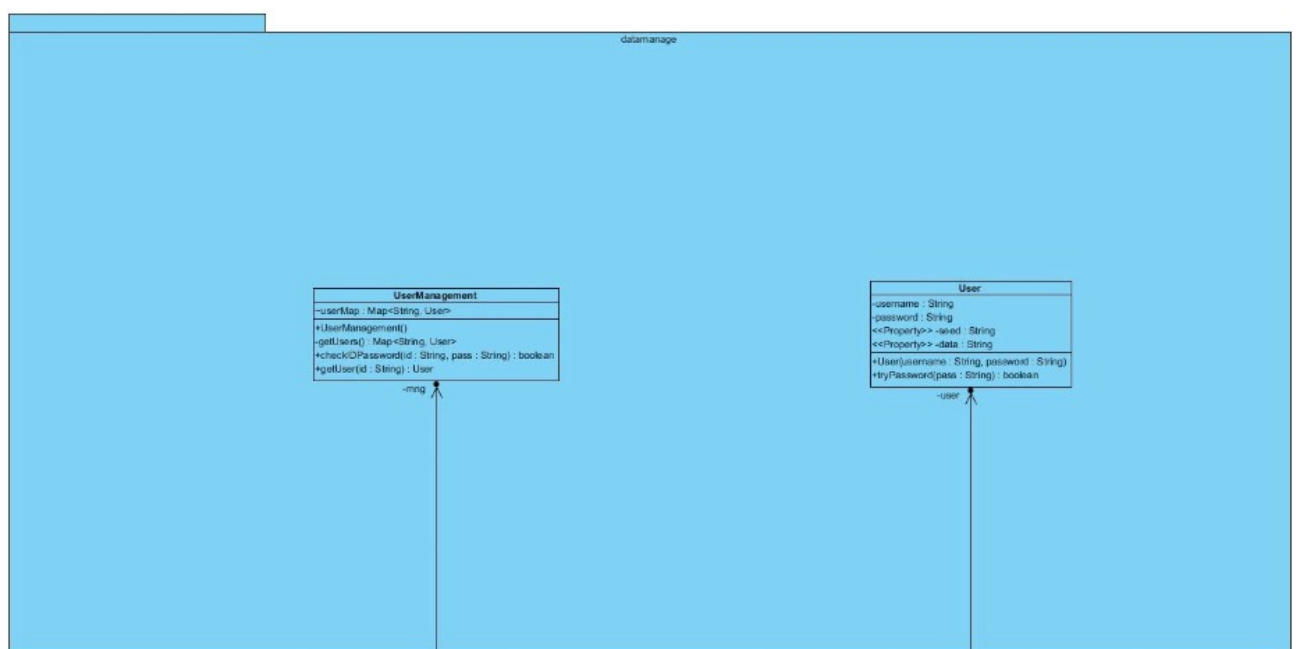 datamanage
UserManagement
-userMap : Map<String, User>
+UserManagement()
-getUsers() : Map<String, User>
+checkIDPassword(id : String, pass : String) : boolean
+getUser(id : String) : User
-mng
User
-username : String
-password : String
<<Property>> -seed : String
<<Property>> -data : String
+User(username : String, password : String)
+tryPassword(pass : String) : boolean
-user